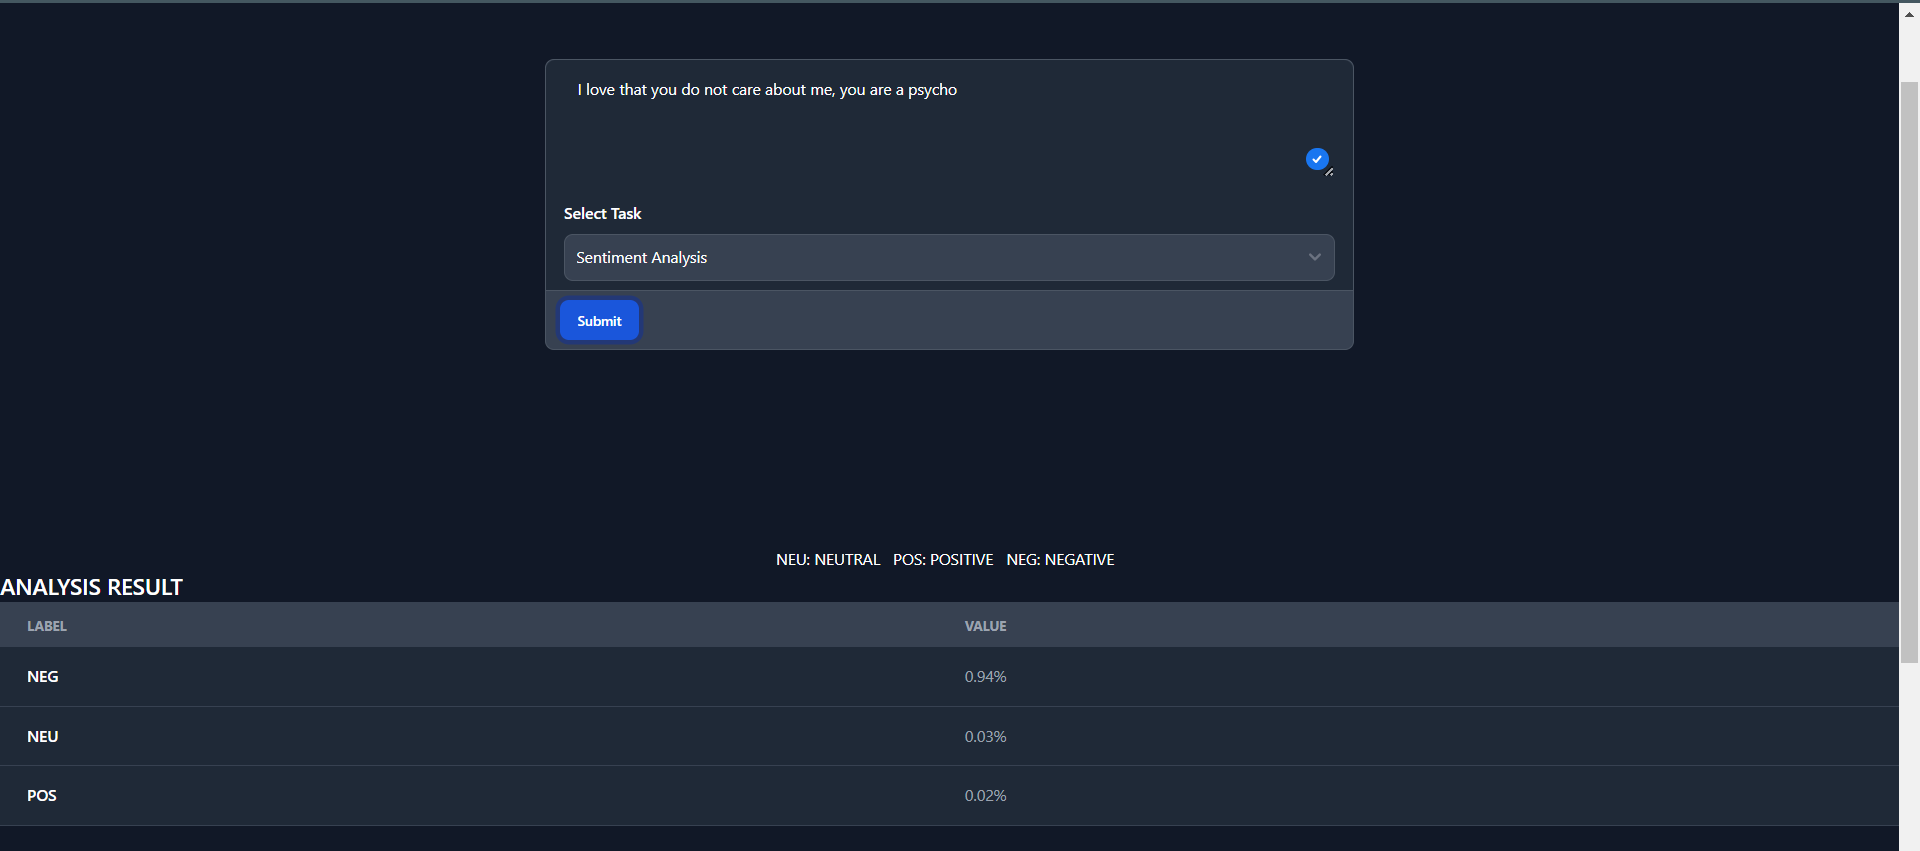 I love that you do not care about me, you are a psycho
Select Task
Sentiment Analysis
Submit
NEU: NEUTRAL POS: POSITIVE NEG: NEGATIVE
ANALYSIS RESULT
LABEL VALUE
NEG 0.94%
NEU 0.03%
POS 0.02%